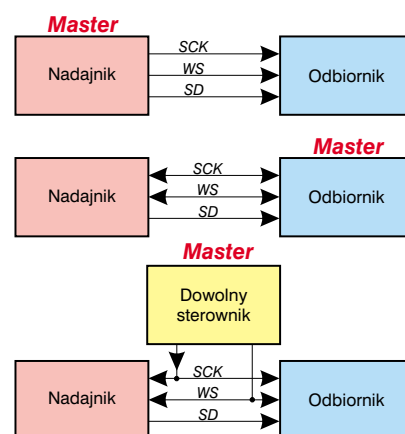 Master
Nadajnik
SCK
WS
SD
Odbiornik
Master
Nadajnik
SCK
WS
SD
Odbiornik
Master
Dowolny
sterownik
Nadajnik
SCK
WS
SD
Odbiornik